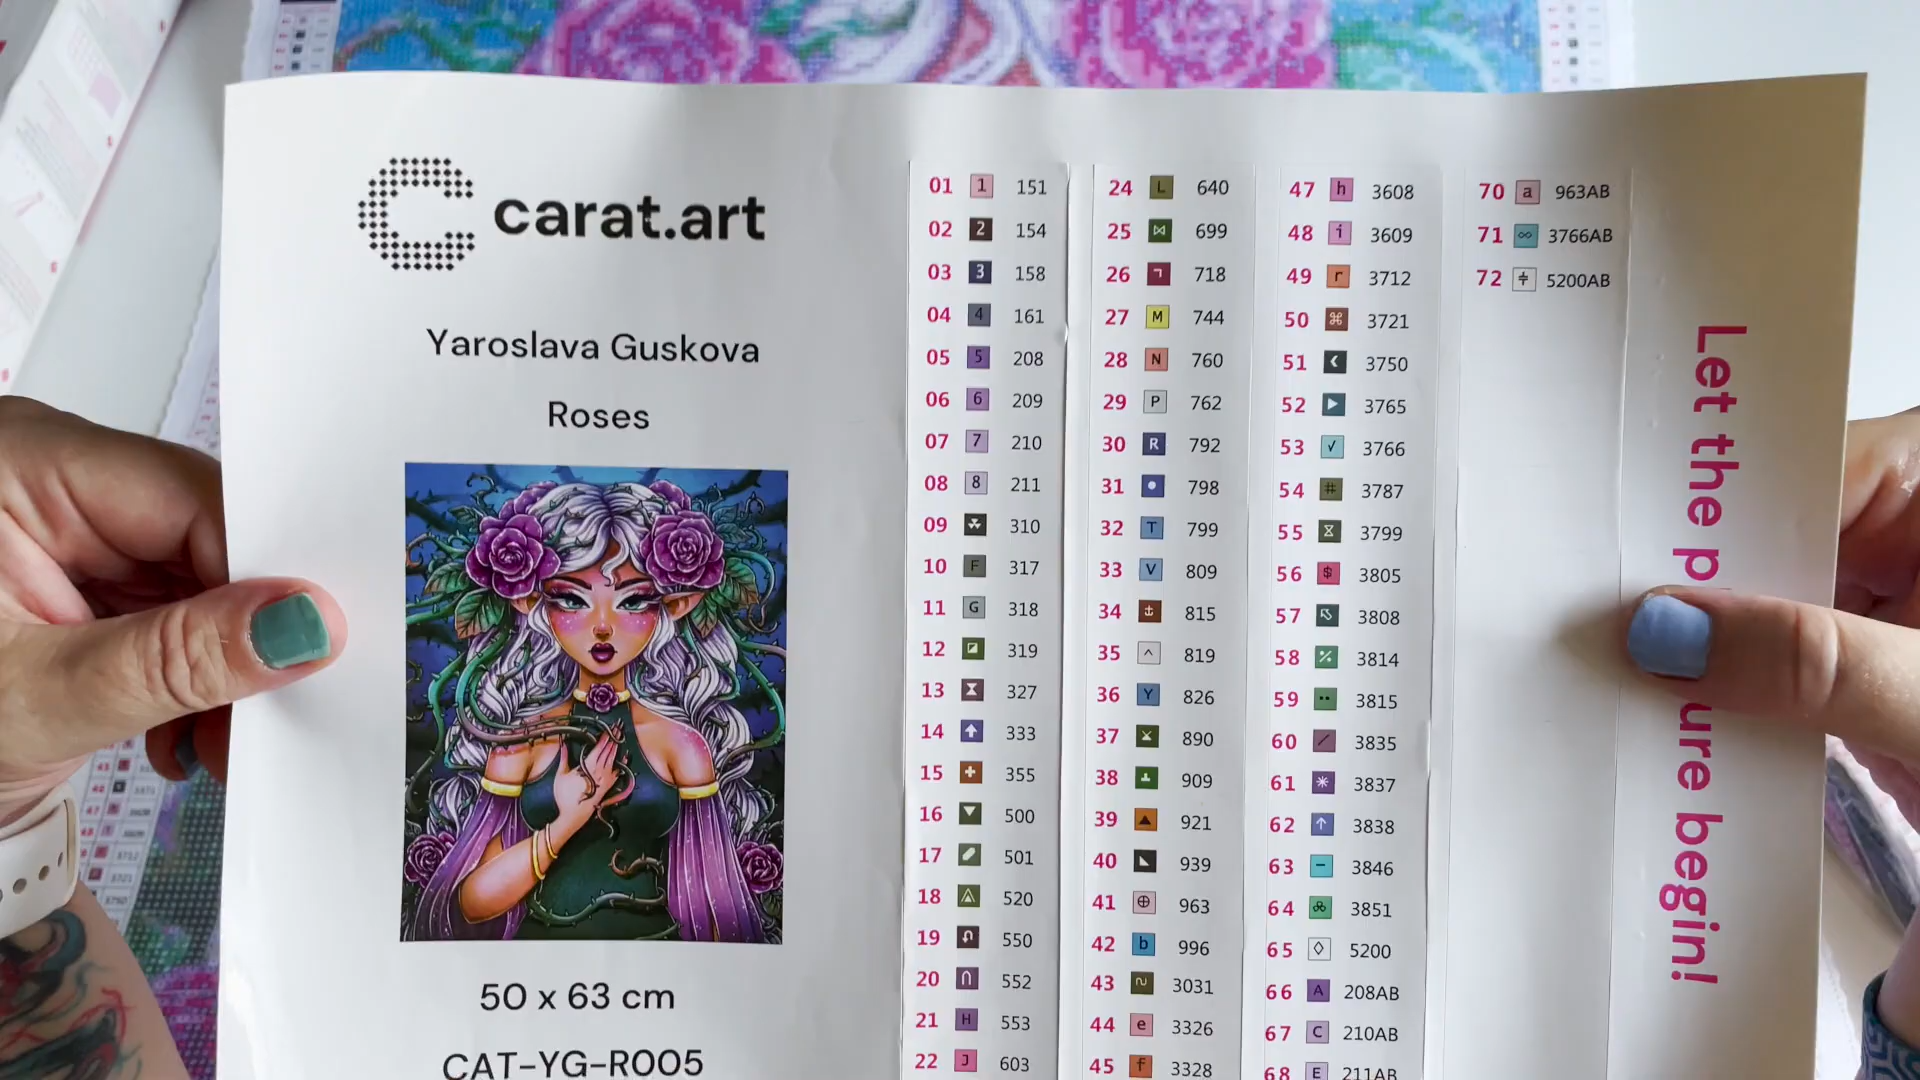 carat.art
Yaroslava Guskova
Roses
50 x 63 cm
CAT-YG-R005
01 1 151
02 2 154
03 3 158
04 4 161
05 5 208
06 6 209
07 7 210
08 8 211
09 310
10 F 317
11 G 318
12 319
13 327
14 333
15 355
16 500
17 501
18 520
19 550
20 552
21 H 553
22 J 603
24 L 640
25 699
26 718
27 M 744
28 N 760
29 P 762
30 R 792
31 798
32 T 799
33 V 809
34 815
35 ^ 819
36 Y 826
37 890
38 909
39 921
40 939
41 963
42 b 996
43 3031
44 e 3326
45 f 3328
47 h 3608
48 i 3609
49 r 3712
50 ⌘ 3721
51 3750
52 3765
53 √ 3766
54 # 3787
55 3799
56 $ 3805
57 3808
58 3814
59 3815
60 / 3835
61 3837
62 ↑ 3838
63 - 3846
64 3851
65 ◊ 5200
66 A 208AB
67 C 210AB
68 E 211AB
70 a 963AB
71 ∞ 3766AB
72 5200AB
Let the p ure begin!